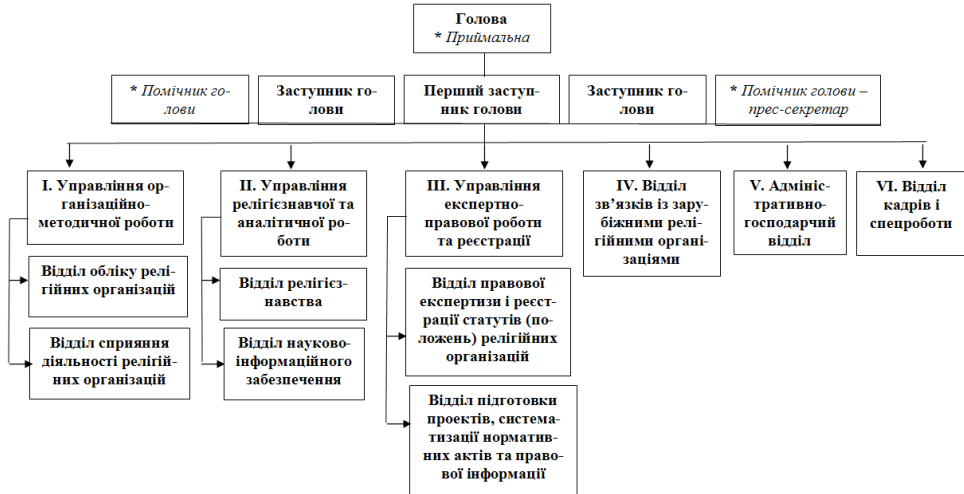 Голова
* Приймальна
* Помічник го-
лови
Заступник го-
лови
Перший заступ-
ник голови
Заступник го-
лови
* Помічник голови –
прес-секретар
І. Управління ор-
ганізаційно-
методичної роботи
Відділ обліку релі-
гійних організацій
Відділ сприяння
діяльності релігій-
них організацій
ІІ. Управління
релігієзнавчої та
аналітичної ро-
боти
Відділ релігієз-
навства
Відділ науково-
інформаційного
забезпечення
ІІІ. Управління
експертно-
правової роботи
та реєстрації
Відділ правової
експертизи і реєст-
рації статутів (по-
ложень) релігійних
організацій
Відділ підготовки
проектів, система-
тизації норматив-
них актів та право-
вої інформації
IV. Відділ
зв’язків із зару-
біжними релі-
гійними органі-
заціями
V. Адмініс-
тративно-
господарчий
відділ
VI. Відділ
кадрів і
спецроботи